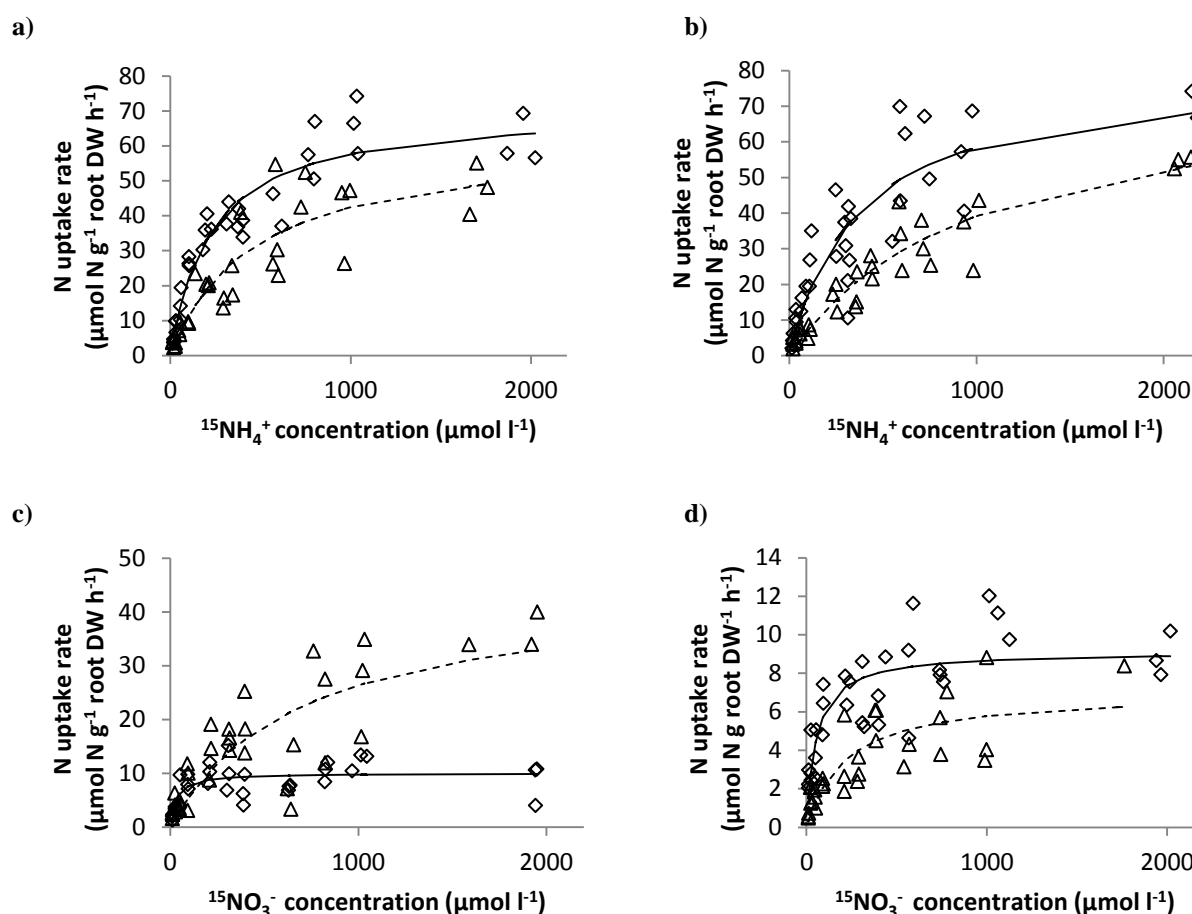 a)
N uptake rate
(µmol N g⁻¹ root DW h⁻¹)
80
70
60
50
40
30
20
10
0
0 1000 2000
¹⁵NH₄⁺ concentration (µmol l⁻¹)
b)
N uptake rate
(µmol N g⁻¹ root DW h⁻¹)
80
70
60
50
40
30
20
10
0
0 1000 2000
¹⁵NH₄⁺ concentration (µmol l⁻¹)
c)
N uptake rate
(µmol N g⁻¹ root DW h⁻¹)
50
40
30
20
10
0
0 1000 2000
¹⁵NO₃⁻ concentration (µmol l⁻¹)
d)
N uptake rate
(µmol N g root DW⁻¹ h⁻¹)
14
12
10
8
6
4
2
0
0 1000 2000
¹⁵NO₃⁻ concentration (µmol l⁻¹)